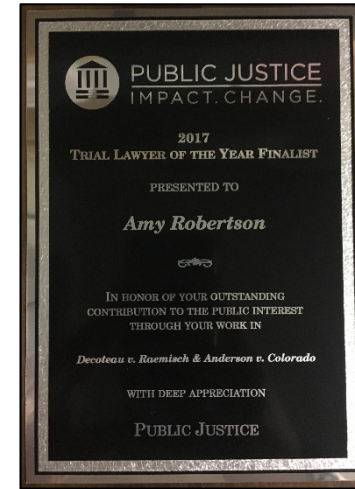 PUBLIC JUSTICE
IMPACT. CHANGE.
2017
TRIAL LAWYER OF THE YEAR FINALIST
PRESENTED TO
Amy Robertson
IN HONOR OF YOUR OUTSTANDING
CONTRIBUTION TO THE PUBLIC INTEREST
THROUGH YOUR WORK IN
Decoteau v. Raemisch & Anderson v. Colorado
WITH DEEP APPRECIATION
PUBLIC JUSTICE